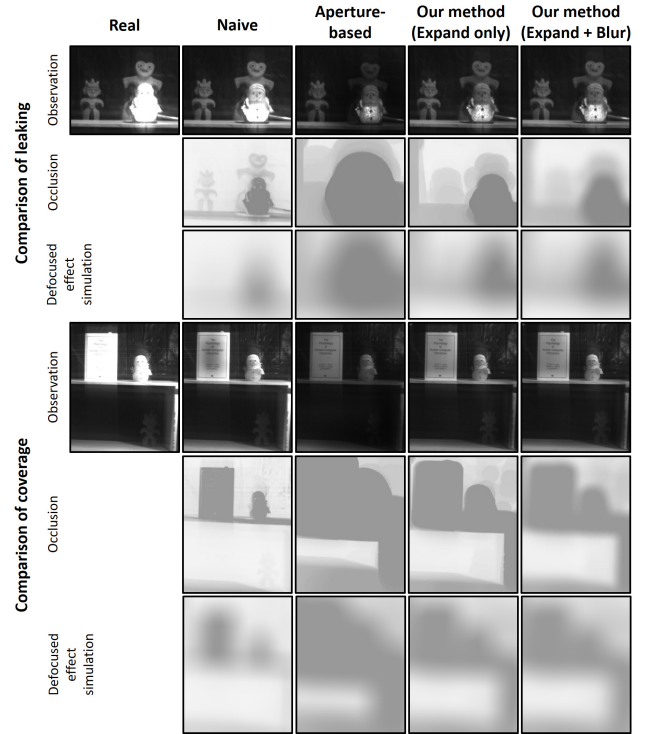 Real
Naive
Aperture-
based
Our method
(Expand only)
Our method
(Expand + Blur)
Comparison of leaking
Observation
Occlusion
Defocused
effect
simulation
Comparison of coverage
Observation
Occlusion
Defocused
effect
simulation